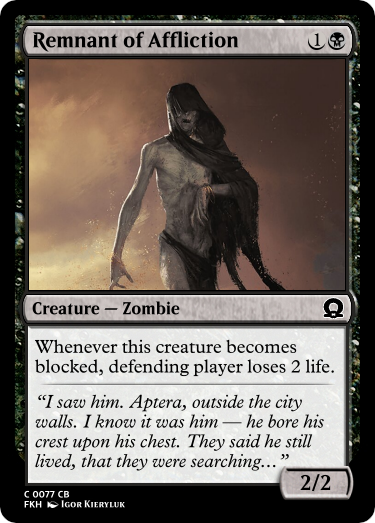 Remnant of Affliction 1
Creature — Zombie
Whenever this creature becomes
blocked, defending player loses 2 life.
“I saw him. Aptera, outside the city
walls. I know it was him — he bore his
crest upon his chest. They said he still
lived, that they were searching…”
2/2
C 0077 CB
FKH Igor Kieryluk